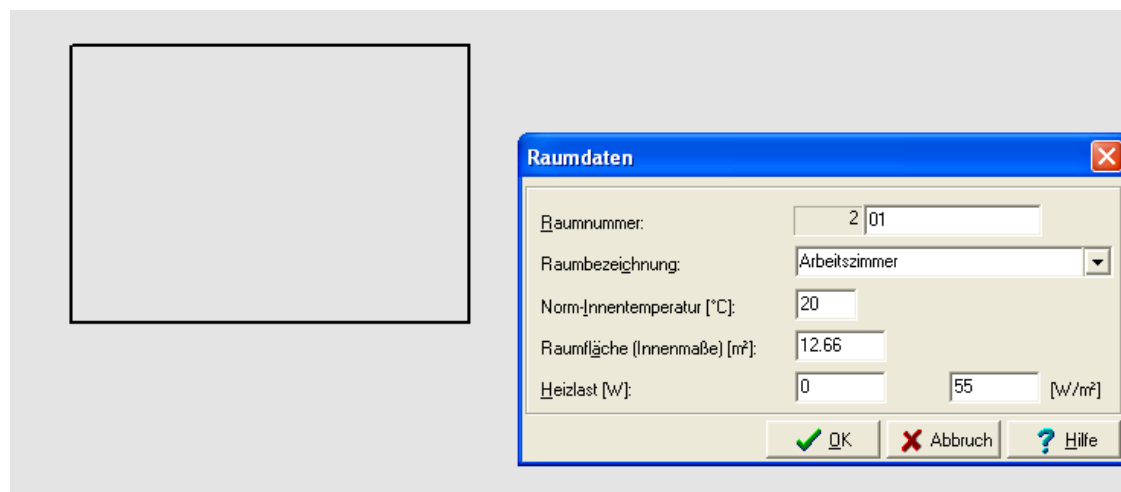 Raumdaten
Raumnummer: 2 01
Raumbezeichnung: Arbeitszimmer
Norm-Innentemperatur [°C]: 20
Raumfläche (Innenmaße) [m²]: 12.66
Heizlast [W]: 0 55 [W/m²]
OK Abbruch Hilfe